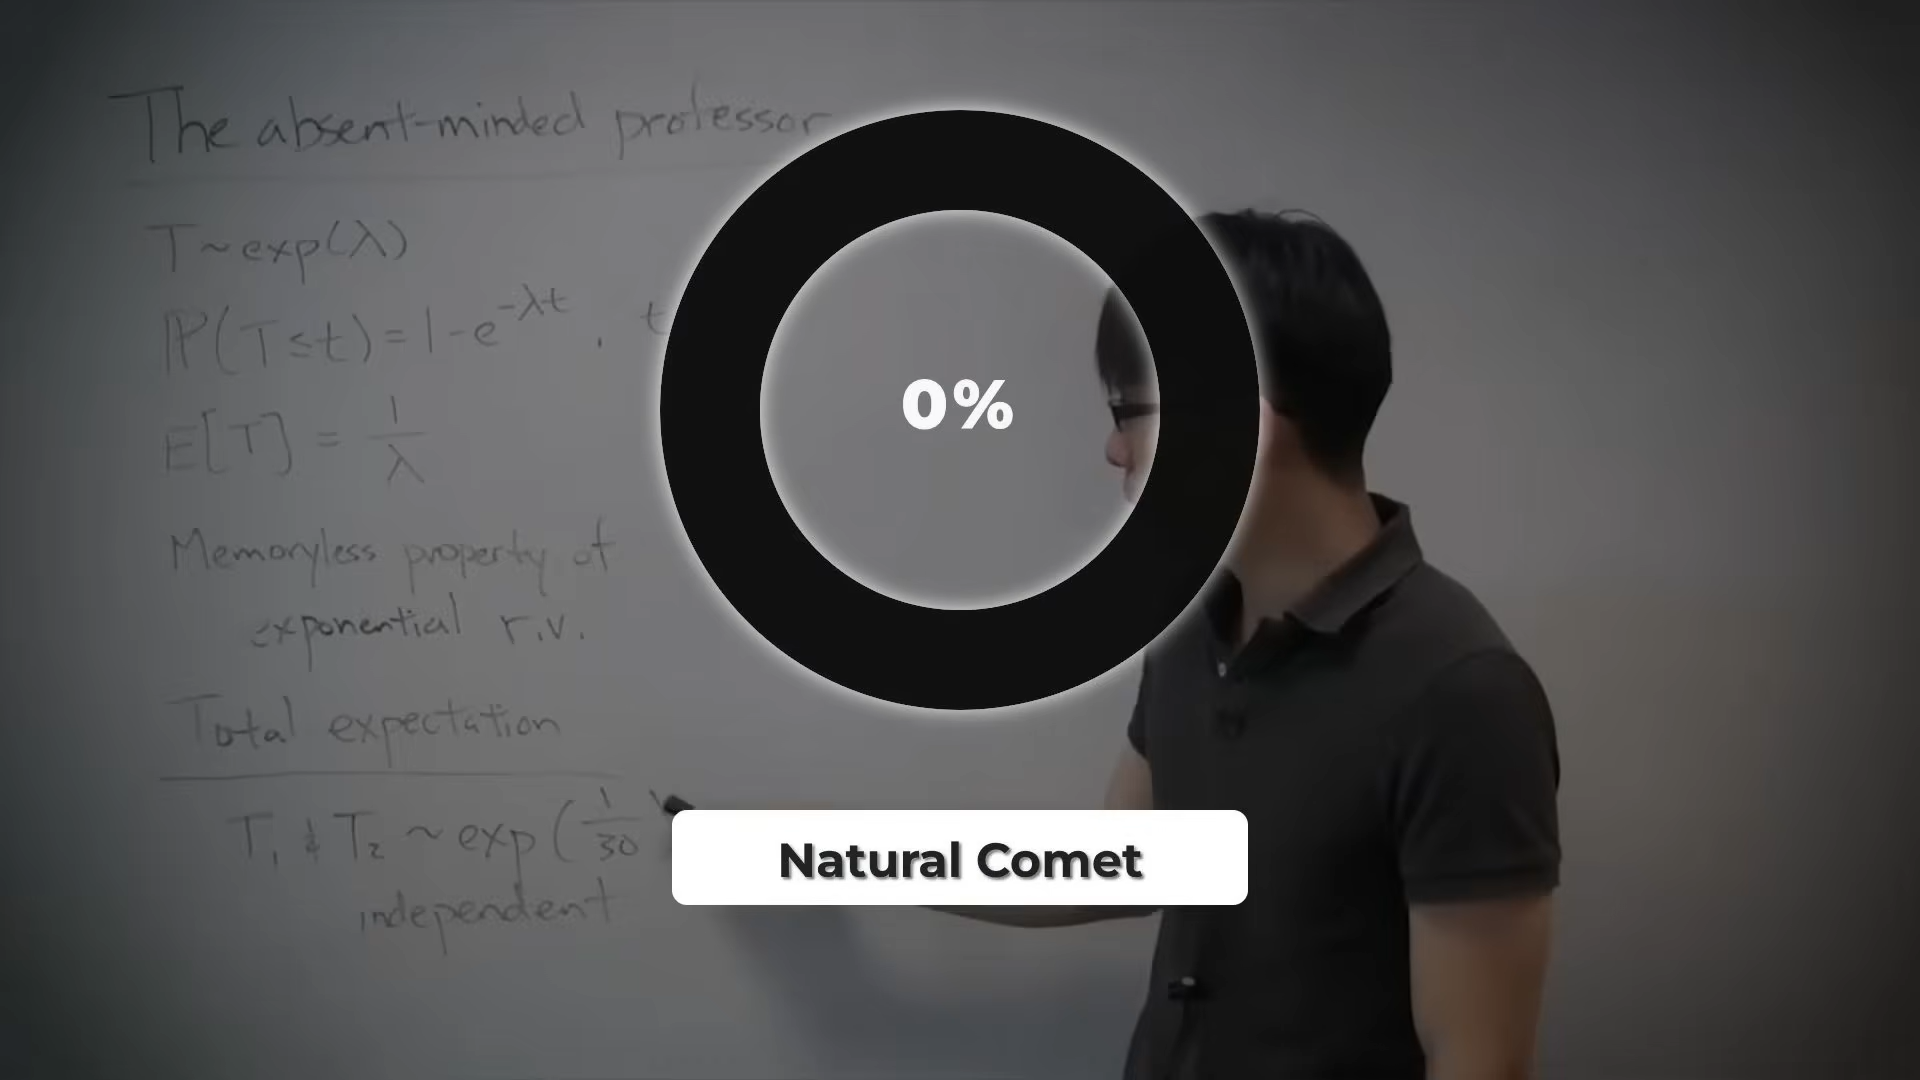 The absent-minded professor
T ~ exp(λ)
ℙ(T ≤ t) = 1 - e^{-λt} , t
E[T] = 1/λ
0%
Memoryless property of
exponential r.v.
Total expectation
T₁ & T₂ ~ exp(1/30
independent
Natural Comet